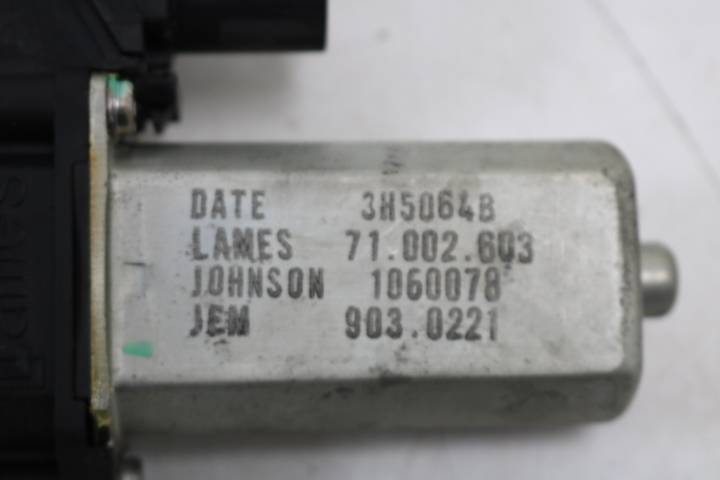 DATE 3H5064B
LAMES 71.002.603
JOHNSON 1060078
JEM 903.0221